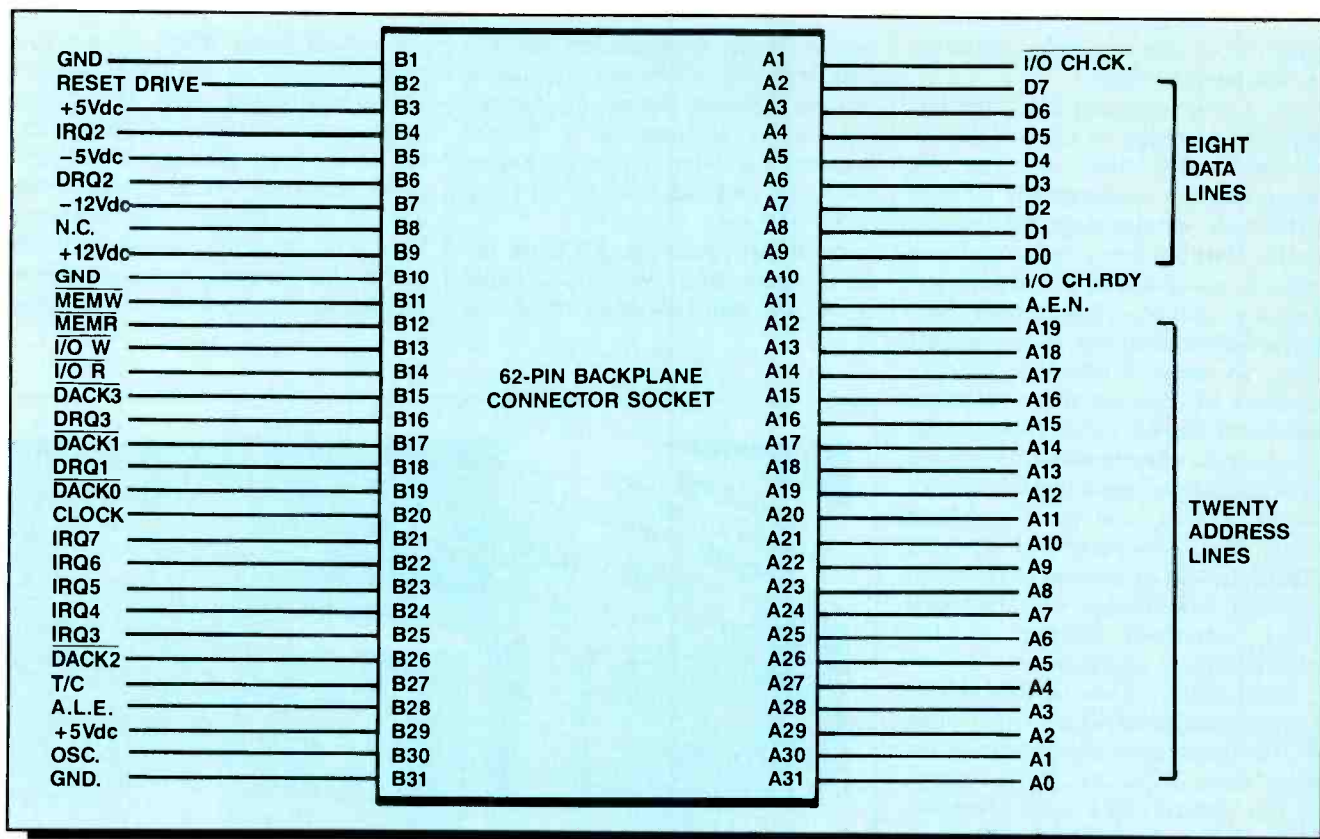 GND B1 A1 I/O CH.CK.
RESET DRIVE B2 A2 D7
+5Vdc B3 A3 D6
IRQ2 B4 A4 D5
−5Vdc B5 A5 D4
DRQ2 B6 A6 D3
−12Vdc B7 A7 D2
N.C. B8 A8 D1
+12Vdc B9 A9 D0
EIGHT
DATA
LINES
GND B10 A10 I/O CH.RDY
MEMW B11 A11 A.E.N.
MEMR B12 A12 A19
I/O W B13 A13 A18
I/O R B14 A14 A17
DACK3 B15 A15 A16
DRQ3 B16 A16 A15
DACK1 B17 A17 A14
DRQ1 B18 A18 A13
DACK0 B19 A19 A12
CLOCK B20 A20 A11
IRQ7 B21 A21 A10
IRQ6 B22 A22 A9
IRQ5 B23 A23 A8
IRQ4 B24 A24 A7
IRQ3 B25 A25 A6
DACK2 B26 A26 A5
T/C B27 A27 A4
A.L.E. B28 A28 A3
+5Vdc B29 A29 A2
OSC. B30 A30 A1
GND. B31 A31 A0
62-PIN BACKPLANE
CONNECTOR SOCKET
TWENTY
ADDRESS
LINES